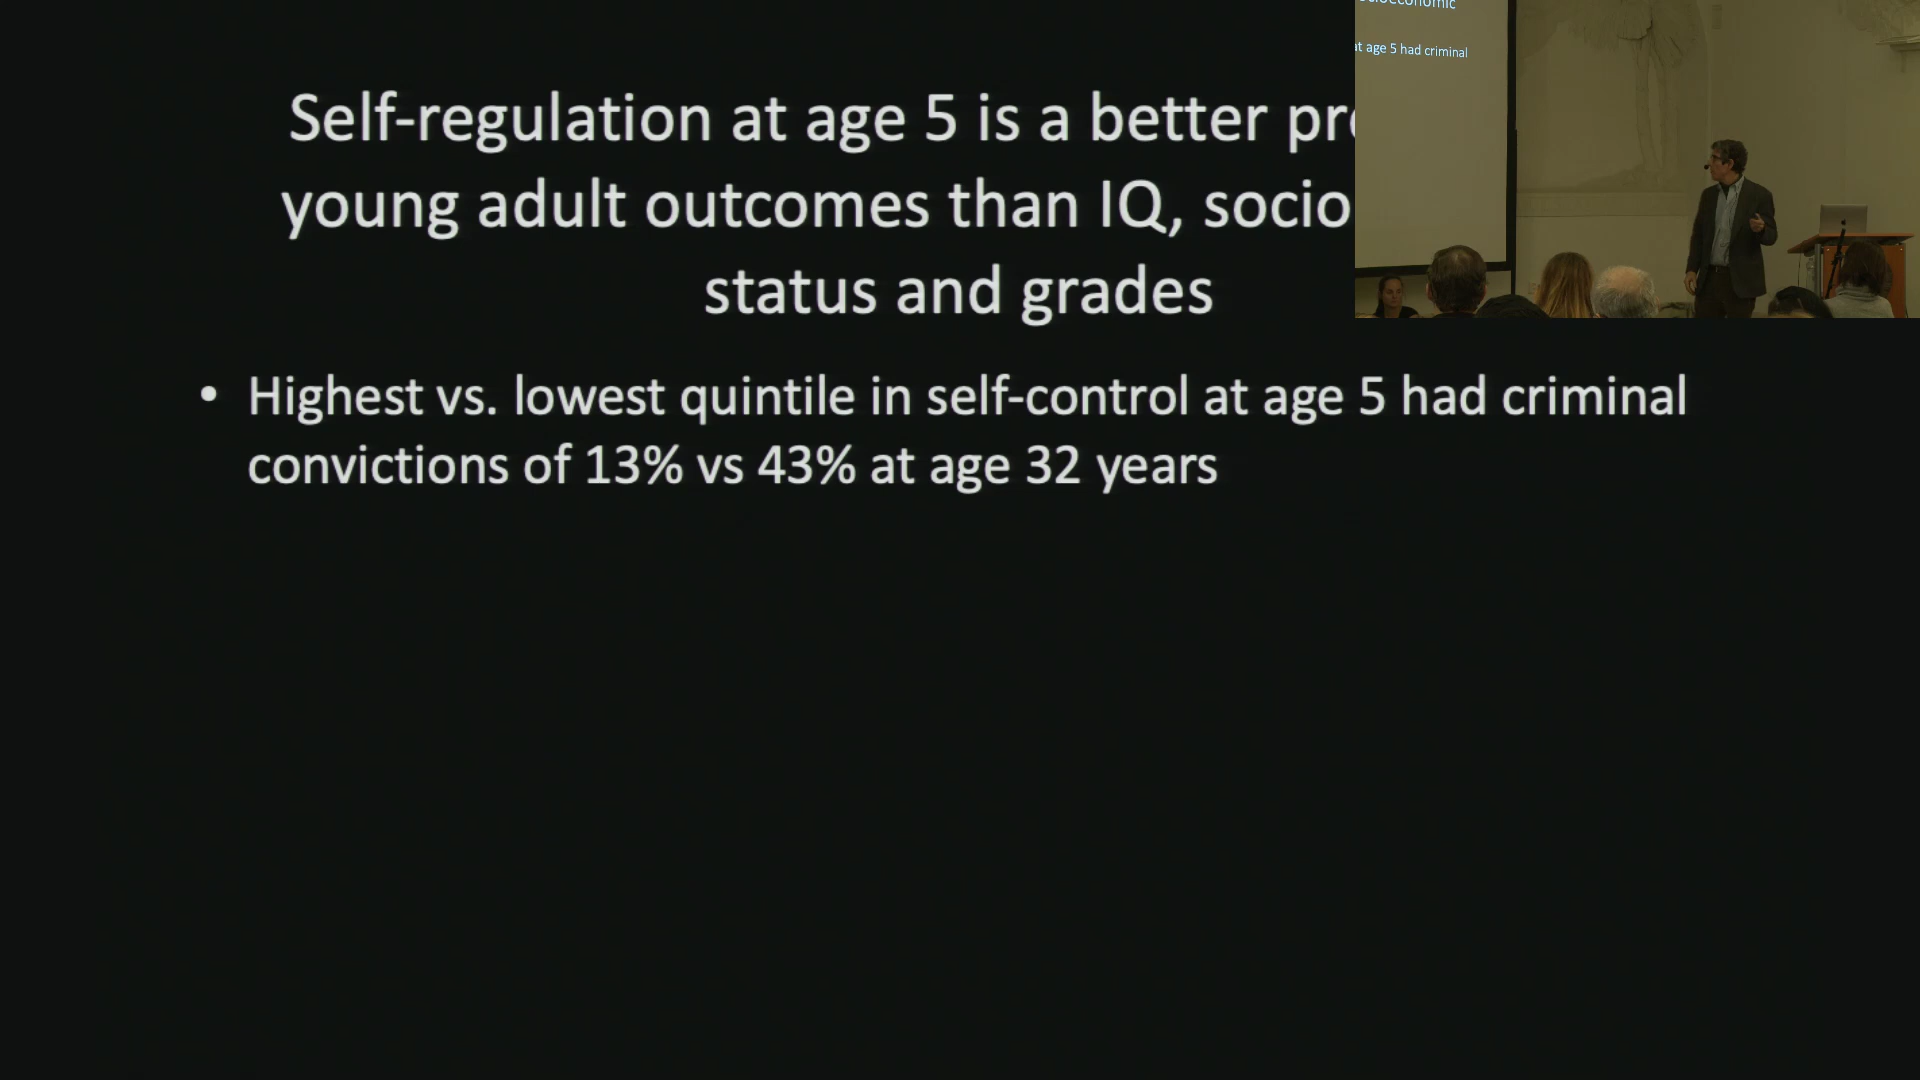 Self-regulation at age 5 is a better
young adult outcomes than IQ, socio
status and grades
• Highest vs. lowest quintile in self-control at age 5 had criminal
convictions of 13% vs 43% at age 32 years
at age 5 had criminal